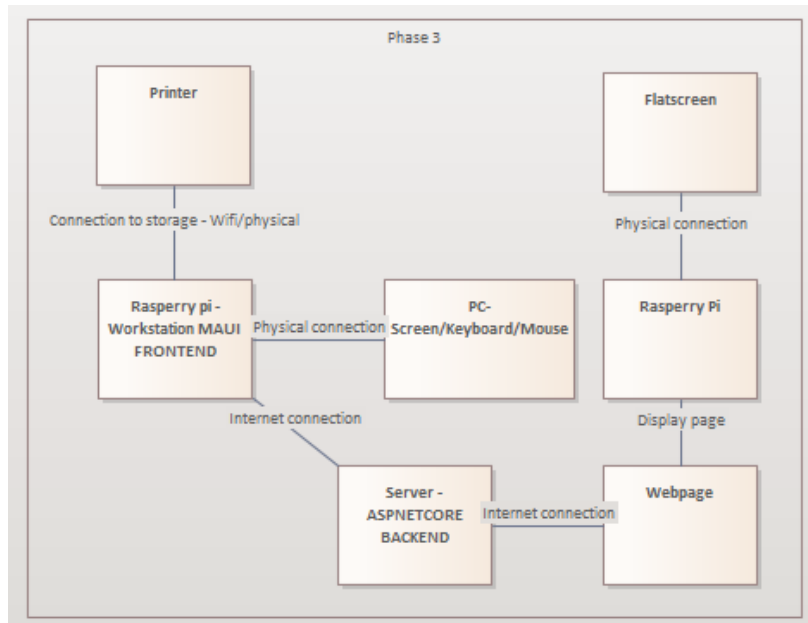 Phase 3
Printer
Flatscreen
Connection to storage - Wifi/physical
Physical connection
Rasperry pi -
Workstation MAUI
FRONTEND
Physical connection
PC-
Screen/Keyboard/Mouse
Rasperry Pi
Internet connection
Display page
Server -
ASPNETCORE
BACKEND
Internet connection
Webpage